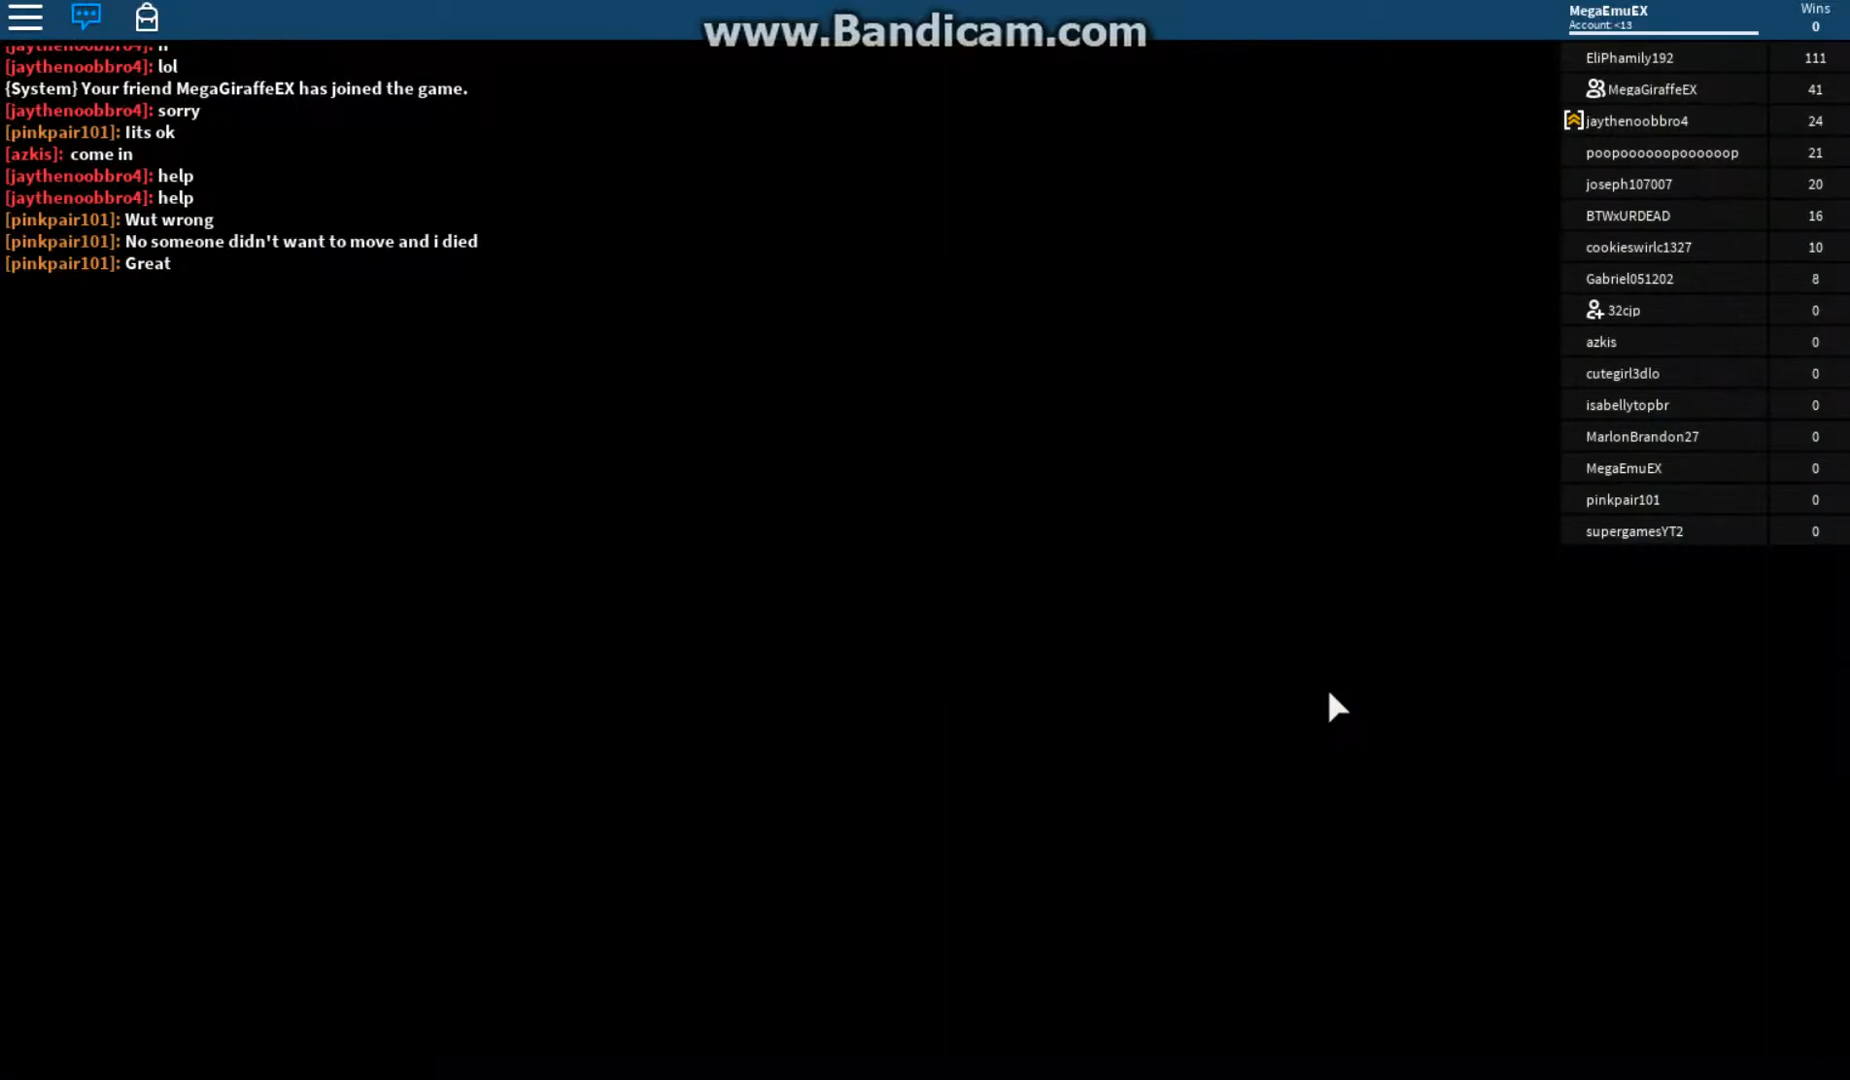 www.Bandicam.com
MegaEmuEX
Account: <13
Wins
0
[jaythenoobbro4]:
[jaythenoobbro4]: lol
{System} Your friend MegaGiraffeEX has joined the game.
[jaythenoobbro4]: sorry
[pinkpair101]: Iits ok
[azkis]: come in
[jaythenoobbro4]: help
[jaythenoobbro4]: help
[pinkpair101]: Wut wrong
[pinkpair101]: No someone didn't want to move and i died
[pinkpair101]: Great
EliPhamily192 111
MegaGiraffeEX 41
jaythenoobbro4 24
poopoooooopoooooop 21
joseph107007 20
BTWxURDEAD 16
cookieswirlc1327 10
Gabriel051202 8
32cjp 0
azkis 0
cutegirl3dlo 0
isabellytopbr 0
MarlonBrandon27 0
MegaEmuEX 0
pinkpair101 0
supergamesYT2 0